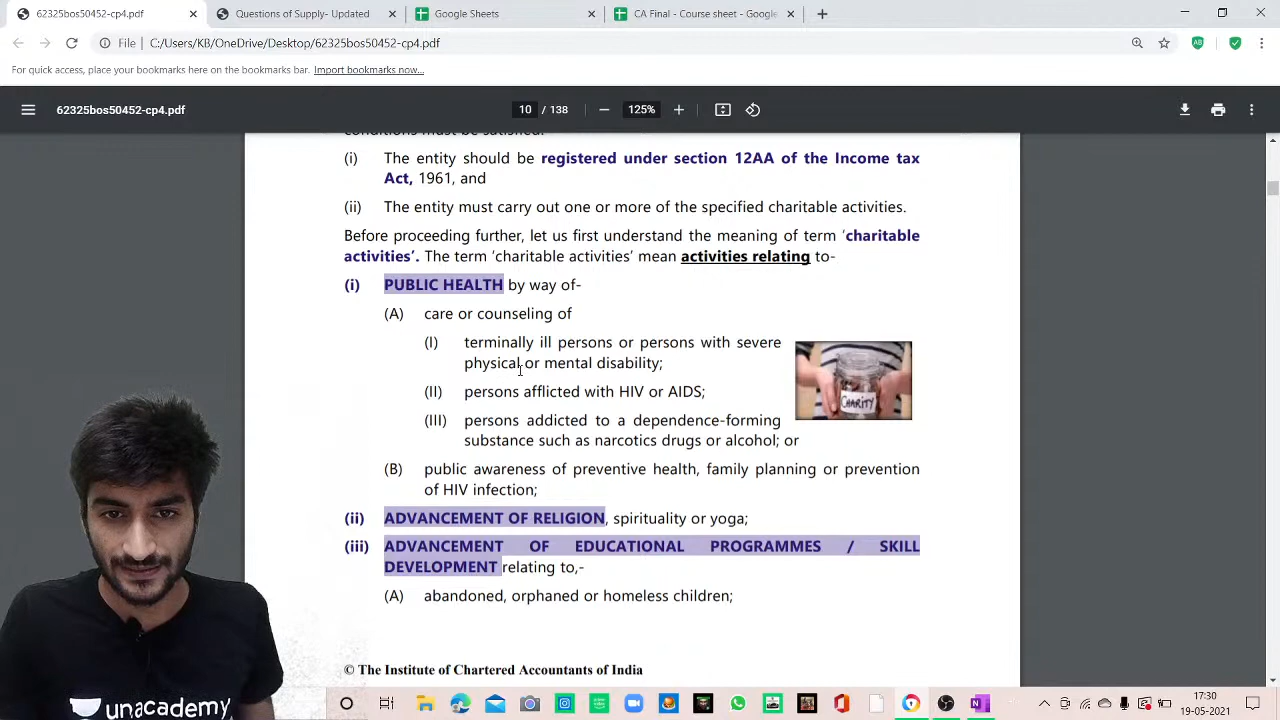 62325bos50452-cp4.pdf
Questions of Supply- Updated
Google Sheets
CA Final - Course sheet - Google
File
C:/Users/KB/OneDrive/Desktop/62325bos50452-cp4.pdf
For quick access, place your bookmarks here on the bookmarks bar. Import bookmarks now...
62325bos50452-cp4.pdf
10 / 138
125%
conditions must be satisfied.
(i) The entity should be registered under section 12AA of the Income tax
Act, 1961, and
(ii) The entity must carry out one or more of the specified charitable activities.
Before proceeding further, let us first understand the meaning of term ‘charitable
activities’. The term ‘charitable activities’ mean activities relating to-
(i) PUBLIC HEALTH by way of-
(A) care or counseling of
(I) terminally ill persons or persons with severe
physical or mental disability;
(II) persons afflicted with HIV or AIDS;
CHARITY
(III) persons addicted to a dependence-forming
substance such as narcotics drugs or alcohol; or
(B) public awareness of preventive health, family planning or prevention
of HIV infection;
(ii) ADVANCEMENT OF RELIGION, spirituality or yoga;
(iii) ADVANCEMENT OF EDUCATIONAL PROGRAMMES / SKILL
DEVELOPMENT relating to,-
(A) abandoned, orphaned or homeless children;
© The Institute of Chartered Accountants of India
unacademy
17:30
19-05-2021